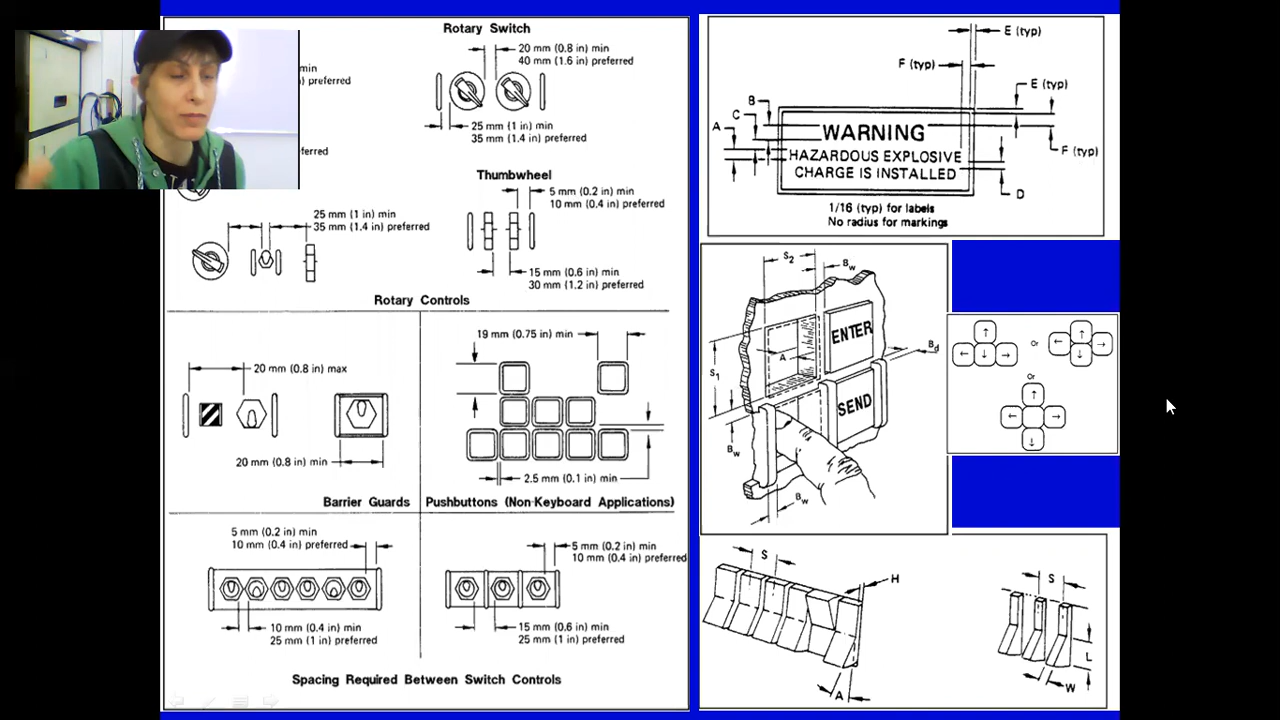 Rotary Switch
20 mm (0.8 in) min
40 mm (1.6 in) preferred
min
preferred
25 mm (1 in) min
35 mm (1.4 in) preferred
ferred
Thumbwheel
5 mm (0.2 in) min
10 mm (0.4 in) preferred
25 mm (1 in) min
35 mm (1.4 in) preferred
15 mm (0.6 in) min
30 mm (1.2 in) preferred
Rotary Controls
20 mm (0.8 in) max
20 mm (0.8 in) min
Barrier Guards
19 mm (0.75 in) min
2.5 mm (0.1 in) min
Pushbuttons (Non-Keyboard Applications)
5 mm (0.2 in) min
10 mm (0.4 in) preferred
10 mm (0.4 in) min
25 mm (1 in) preferred
5 mm (0.2 in) min
10 mm (0.4 in) preferred
15 mm (0.6 in) min
25 mm (1 in) preferred
Spacing Required Between Switch Controls
E (typ)
F (typ)
E (typ)
B
C
A
F (typ)
D
WARNING
HAZARDOUS EXPLOSIVE
CHARGE IS INSTALLED
1/16 (typ) for labels
No radius for markings
S2
Bw
ENTER
A
Bd
S1
SEND
Bw
Bw
Or
Or
S
H
A
S
L
W